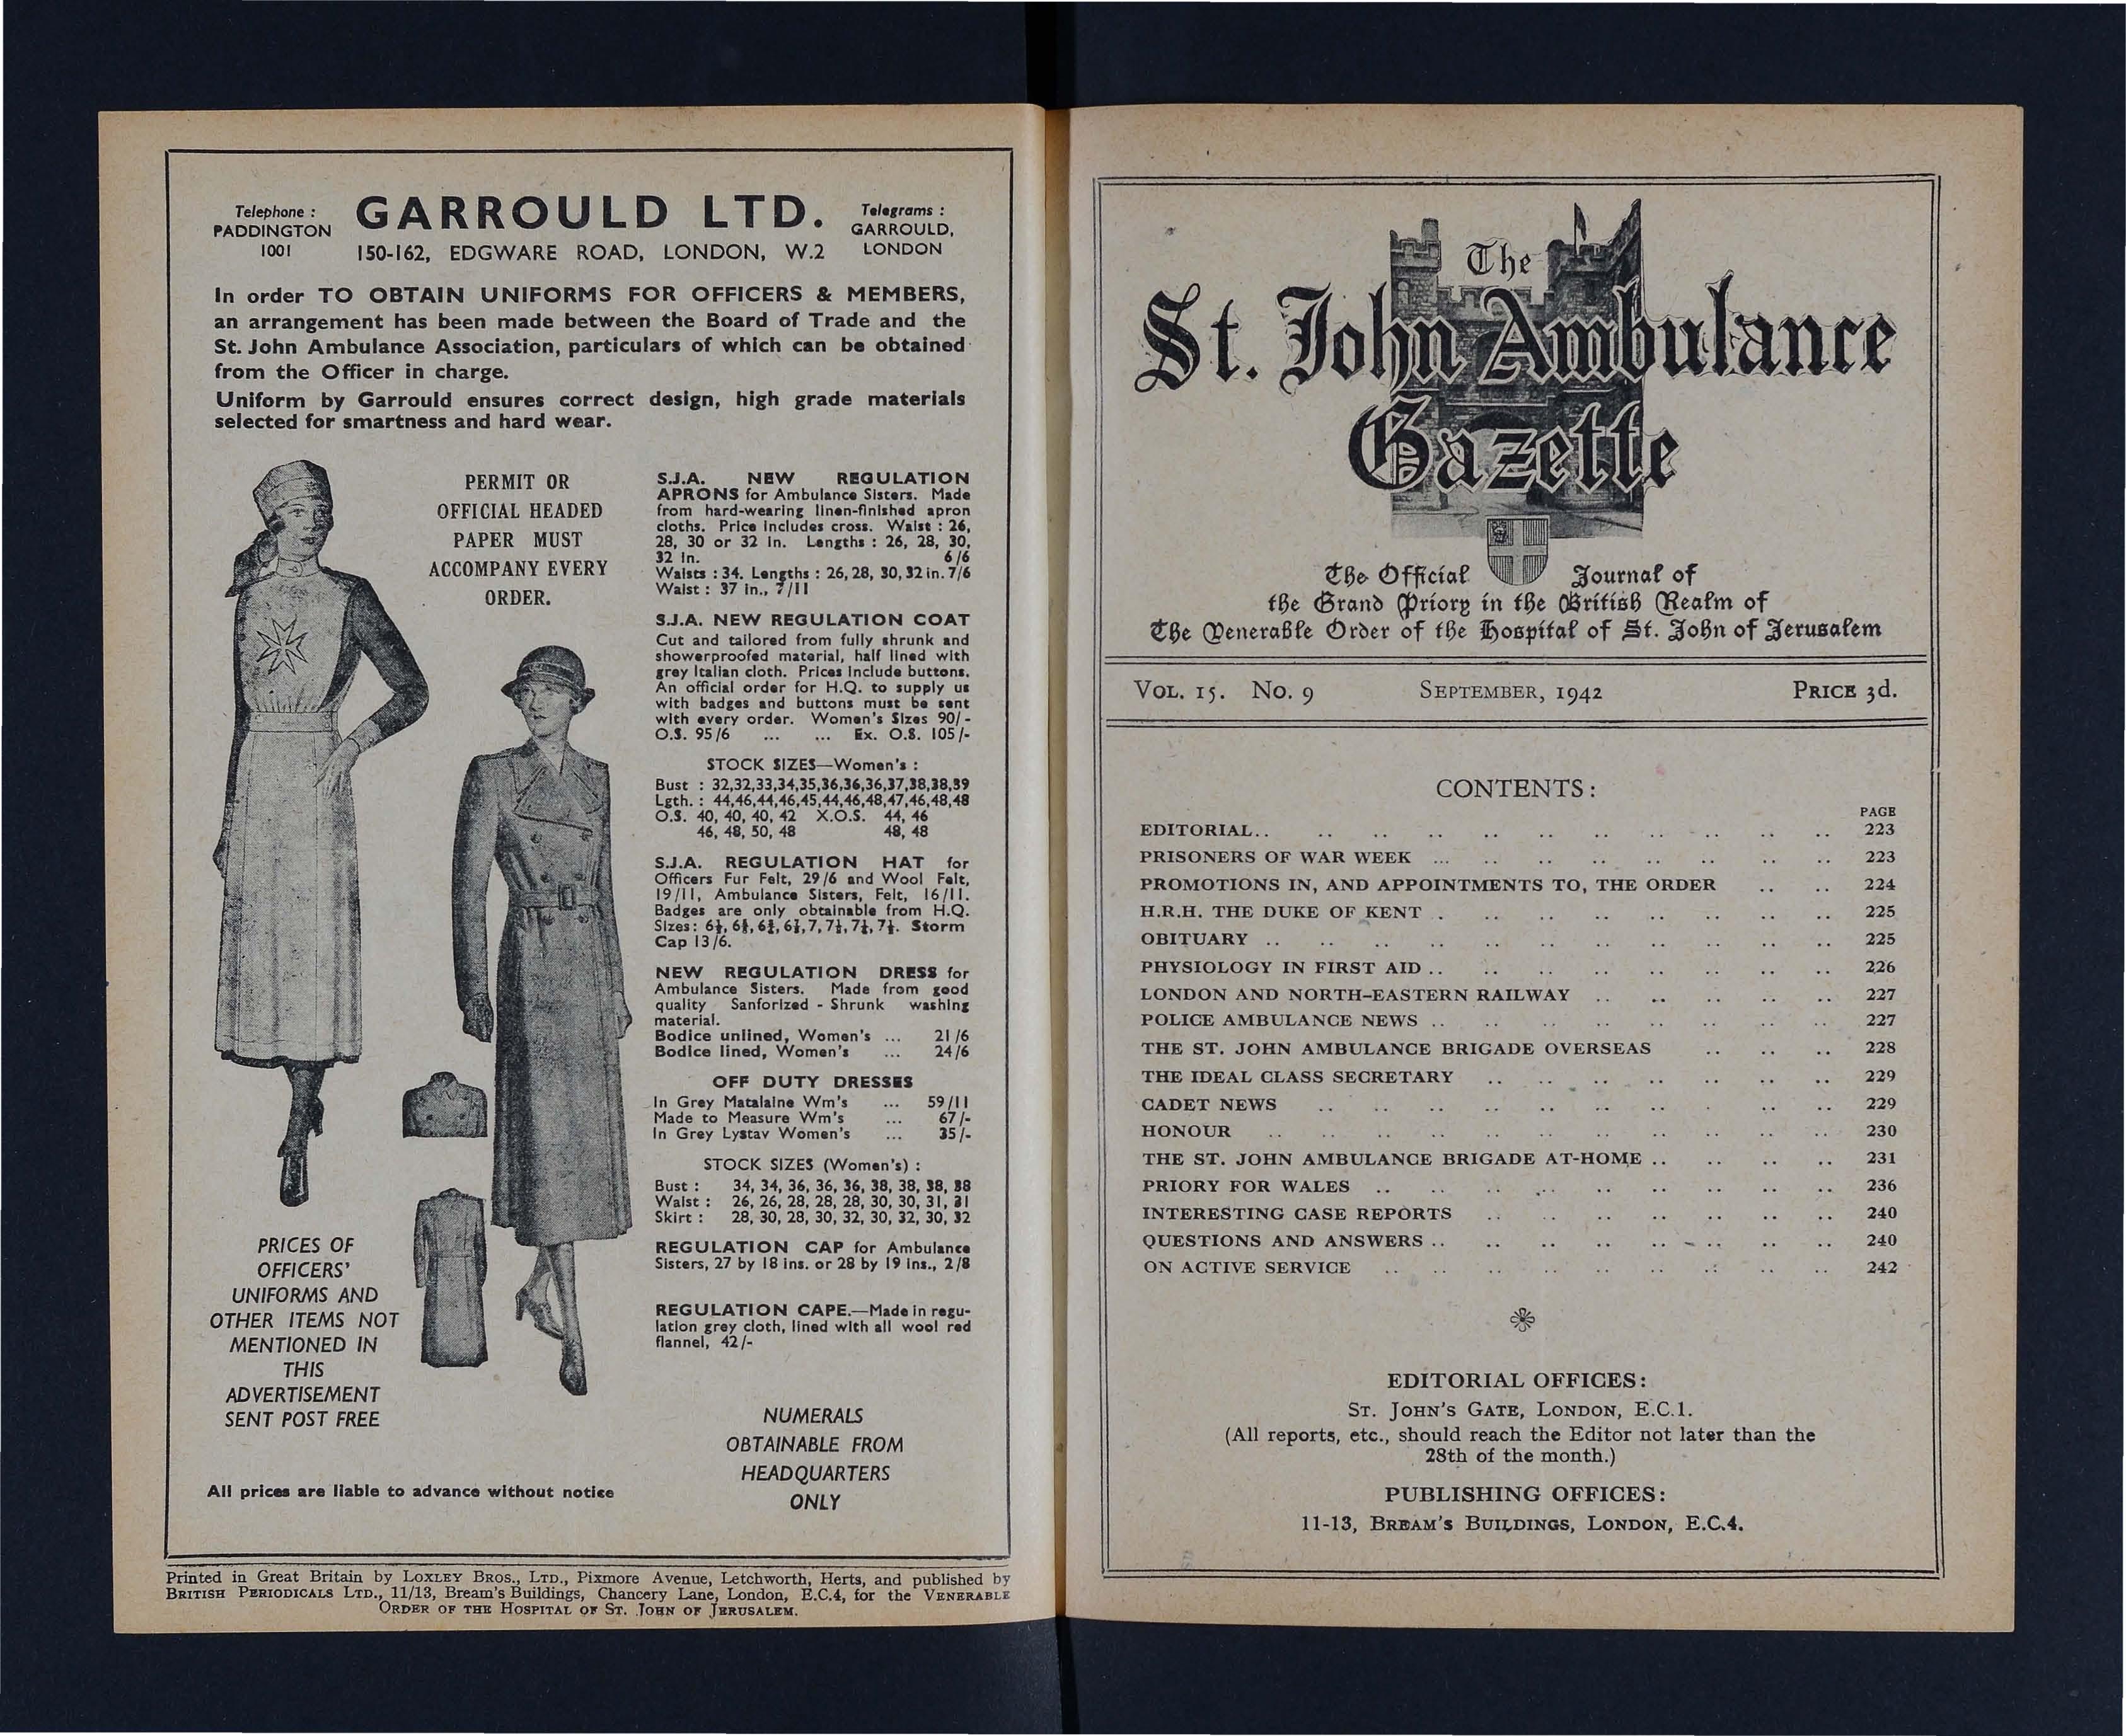 Telephone :
PADDINGTON
1001
GARROULD LTD.
150-162, EDGWARE ROAD, LONDON, W.2
Telegrams :
GARROULD,
LONDON
In order TO OBTAIN UNIFORMS FOR OFFICERS & MEMBERS,
an arrangement has been made between the Board of Trade and the
St. John Ambulance Association, particulars of which can be obtained
from the Officer in charge.
Uniform by Garrould ensures correct design, high grade materials
selected for smartness and hard wear.
PERMIT OR
OFFICIAL HEADED
PAPER MUST
ACCOMPANY EVERY
ORDER.
PRICES OF
OFFICERS'
UNIFORMS AND
OTHER ITEMS NOT
MENTIONED IN
THIS
ADVERTISEMENT
SENT POST FREE
All prices are liable to advance without notice
S.J.A. NEW REGULATION
APRONS for Ambulance Sisters. Made
from hard-wearing linen-finished apron
cloths. Price includes cross. Waist : 26,
28, 30 or 32 in. Lengths : 26, 28, 30,
32 in. 6/6
Waists : 34. Lengths : 26, 28, 30, 32 in. 7/6
Waist : 37 in., 7/11
S.J.A. NEW REGULATION COAT
Cut and tailored from fully shrunk and
showerproofed material, half lined with
grey Italian cloth. Prices include buttons.
An official order for H.Q. to supply us
with badges and buttons must be sent
with every order. Women's Sizes 90/-
O.S. 95/6 ... ... Ex. O.S. 105/-
STOCK SIZES—Women's :
Bust : 32,32,33,34,35,36,36,36,37,38,38,39
Lgth. : 44,46,44,46,45,44,46,48,47,46,48,48
O.S. 40, 40, 40, 42 X.O.S. 44, 46
46, 48, 50, 48 48, 48
S.J.A. REGULATION HAT for
Officers Fur Felt, 29/6 and Wool Felt,
19/11, Ambulance Sisters, Felt, 16/11.
Badges are only obtainable from H.Q.
Sizes: Storm
Cap 13/6.
NEW REGULATION DRESS for
Ambulance Sisters. Made from good
quality Sanforized - Shrunk washing
material.
Bodice unlined, Women's ... 21/6
Bodice lined, Women's ... 24/6
OFF DUTY DRESSES
In Grey Matalaine Wm's ... 59/11
Made to Measure Wm's ... 67/-
In Grey Lystav Women's ... 35/-
STOCK SIZES (Women's) :
Bust : 34, 34, 36, 36, 36, 38, 38, 38, 38
Waist : 26, 26, 28, 28, 28, 30, 30, 31, 31
Skirt : 28, 30, 28, 30, 32, 30, 32, 30, 32
REGULATION CAP for Ambulance
Sisters, 27 by 18 ins. or 28 by 19 ins., 2/8
REGULATION CAPE.—Made in regu-
lation grey cloth, lined with all wool red
flannel, 42/-
NUMERALS
OBTAINABLE FROM
HEADQUARTERS
ONLY
Printed in Great Britain by LOXLEY BROS., LTD., Pixmore Avenue, Letchworth, Herts, and published by
BRITISH PERIODICALS LTD., 11/13, Bream's Buildings, Chancery Lane, London, E.C.4, for the VENERABLE
ORDER OF THE HOSPITAL OF ST. JOHN OF JERUSALEM.
The
St. John Ambulance
Gazette
The Official Journal of
the Grand Priory in the British Realm of
The Venerable Order of the Hospital of St. John of Jerusalem
VOL. 15. NO. 9 SEPTEMBER, 1942 PRICE 3d.
CONTENTS :
PAGE
EDITORIAL .. 223
PRISONERS OF WAR WEEK ... 223
PROMOTIONS IN, AND APPOINTMENTS TO, THE ORDER .. 224
H.R.H. THE DUKE OF KENT .. 225
OBITUARY .. 225
PHYSIOLOGY IN FIRST AID .. 226
LONDON AND NORTH-EASTERN RAILWAY .. 227
POLICE AMBULANCE NEWS .. 227
THE ST. JOHN AMBULANCE BRIGADE OVERSEAS .. 228
THE IDEAL CLASS SECRETARY .. 229
CADET NEWS .. 229
HONOUR .. 230
THE ST. JOHN AMBULANCE BRIGADE AT-HOME .. 231
PRIORY FOR WALES .. 236
INTERESTING CASE REPORTS .. 240
QUESTIONS AND ANSWERS .. 240
ON ACTIVE SERVICE .. 242
EDITORIAL OFFICES:
ST. JOHN'S GATE, LONDON, E.C.1.
(All reports, etc., should reach the Editor not later than the
28th of the month.)
PUBLISHING OFFICES:
11-13, BREAM'S BUILDINGS, LONDON, E.C.4.